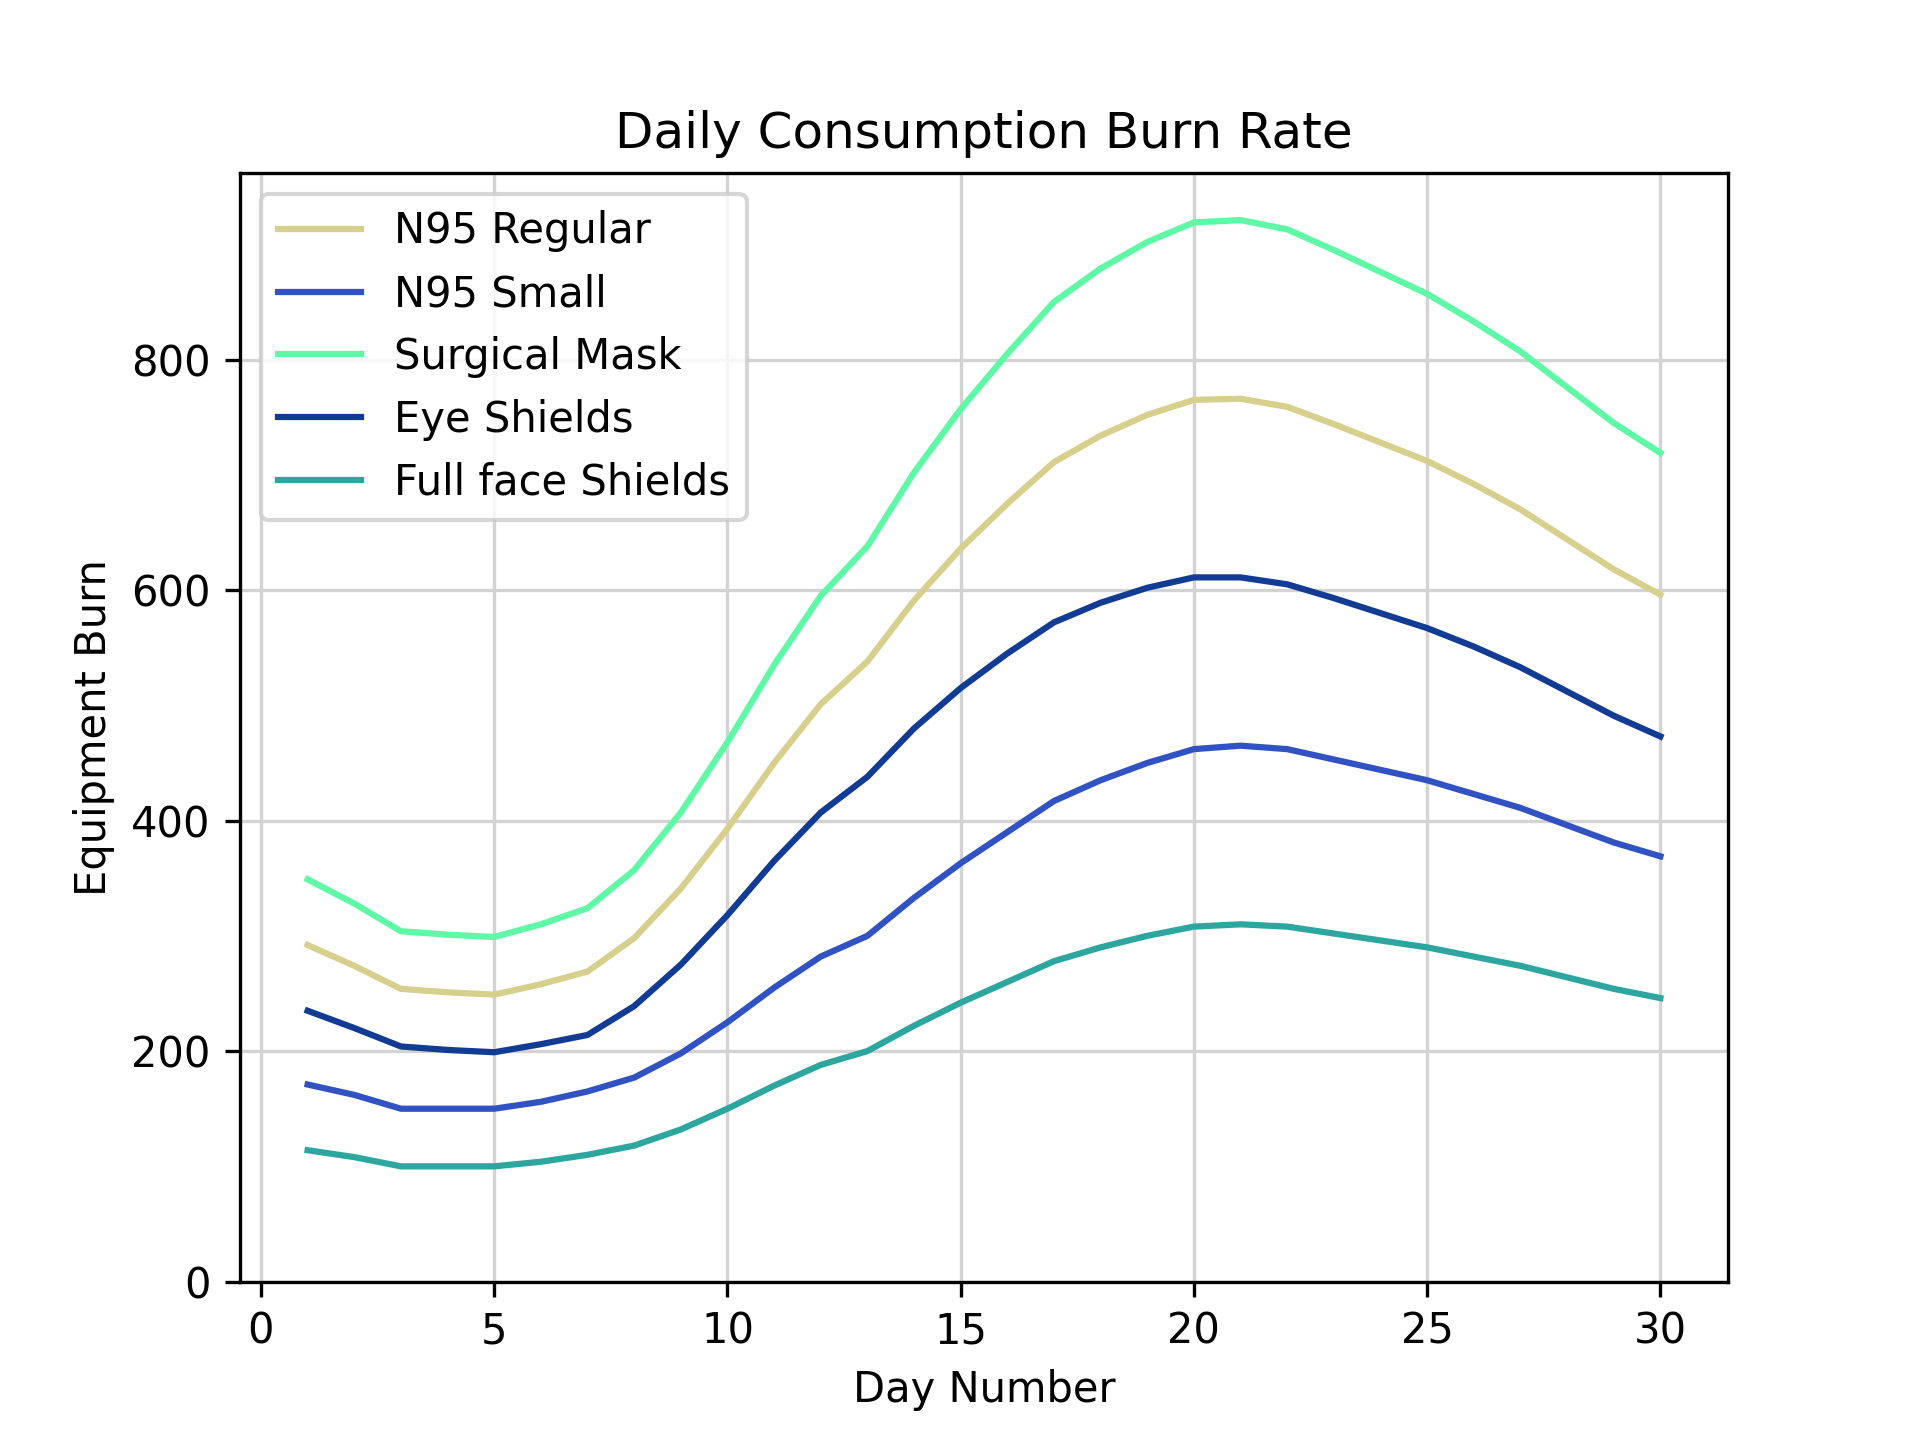 Daily Consumption Burn Rate
N95 Regular
N95 Small
Surgical Mask
Eye Shields
Full face Shields
Equipment Burn
800
600
400
200
0
0 5 10 15 20 25 30
Day Number